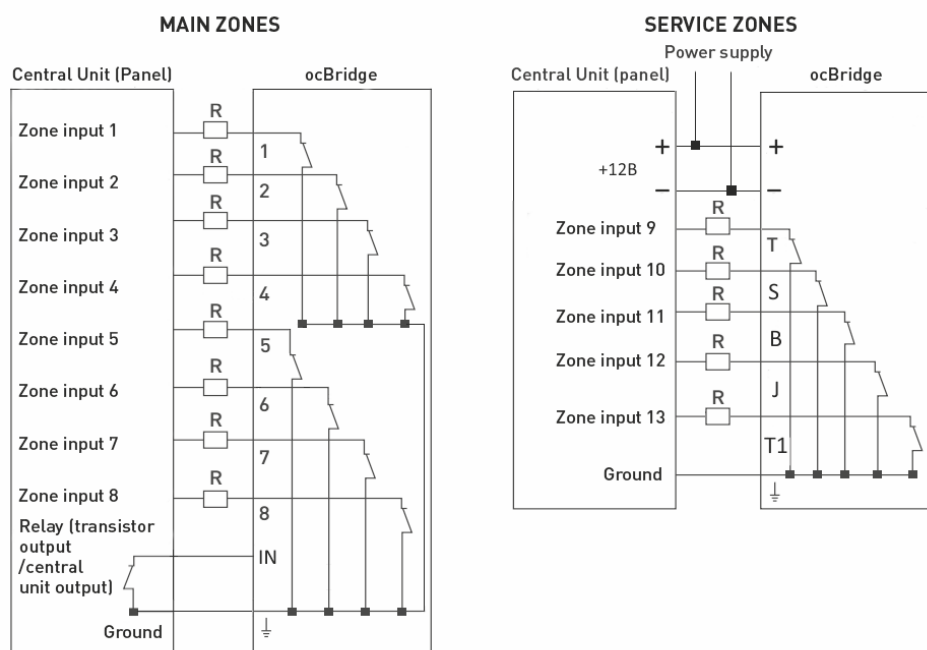 MAIN ZONES
Central Unit (Panel)
ocBridge
Zone input 1
R
1
Zone input 2
R
2
Zone input 3
R
3
Zone input 4
R
4
Zone input 5
R
5
Zone input 6
R
6
Zone input 7
R
7
Zone input 8
R
8
Relay (transistor
output
/central
unit output)
IN
Ground
SERVICE ZONES
Power supply
Central Unit (panel)
ocBridge
+
+
+12B
−
−
Zone input 9
R
T
Zone input 10
R
S
Zone input 11
R
B
Zone input 12
R
J
Zone input 13
R
T1
Ground